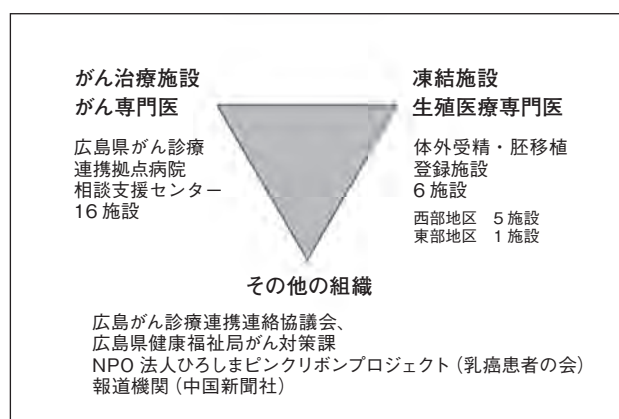 がん治療施設
がん専門医
広島県がん診療
連携拠点病院
相談支援センター
16 施設
凍結施設
生殖医療専門医
体外受精・胚移植
登録施設
6 施設
西部地区 5 施設
東部地区 1 施設
その他の組織
広島がん診療連携連絡協議会、
広島県健康福祉局がん対策課
NPO 法人ひろしまピンクリボンプロジェクト（乳癌患者の会）
報道機関（中国新聞社）